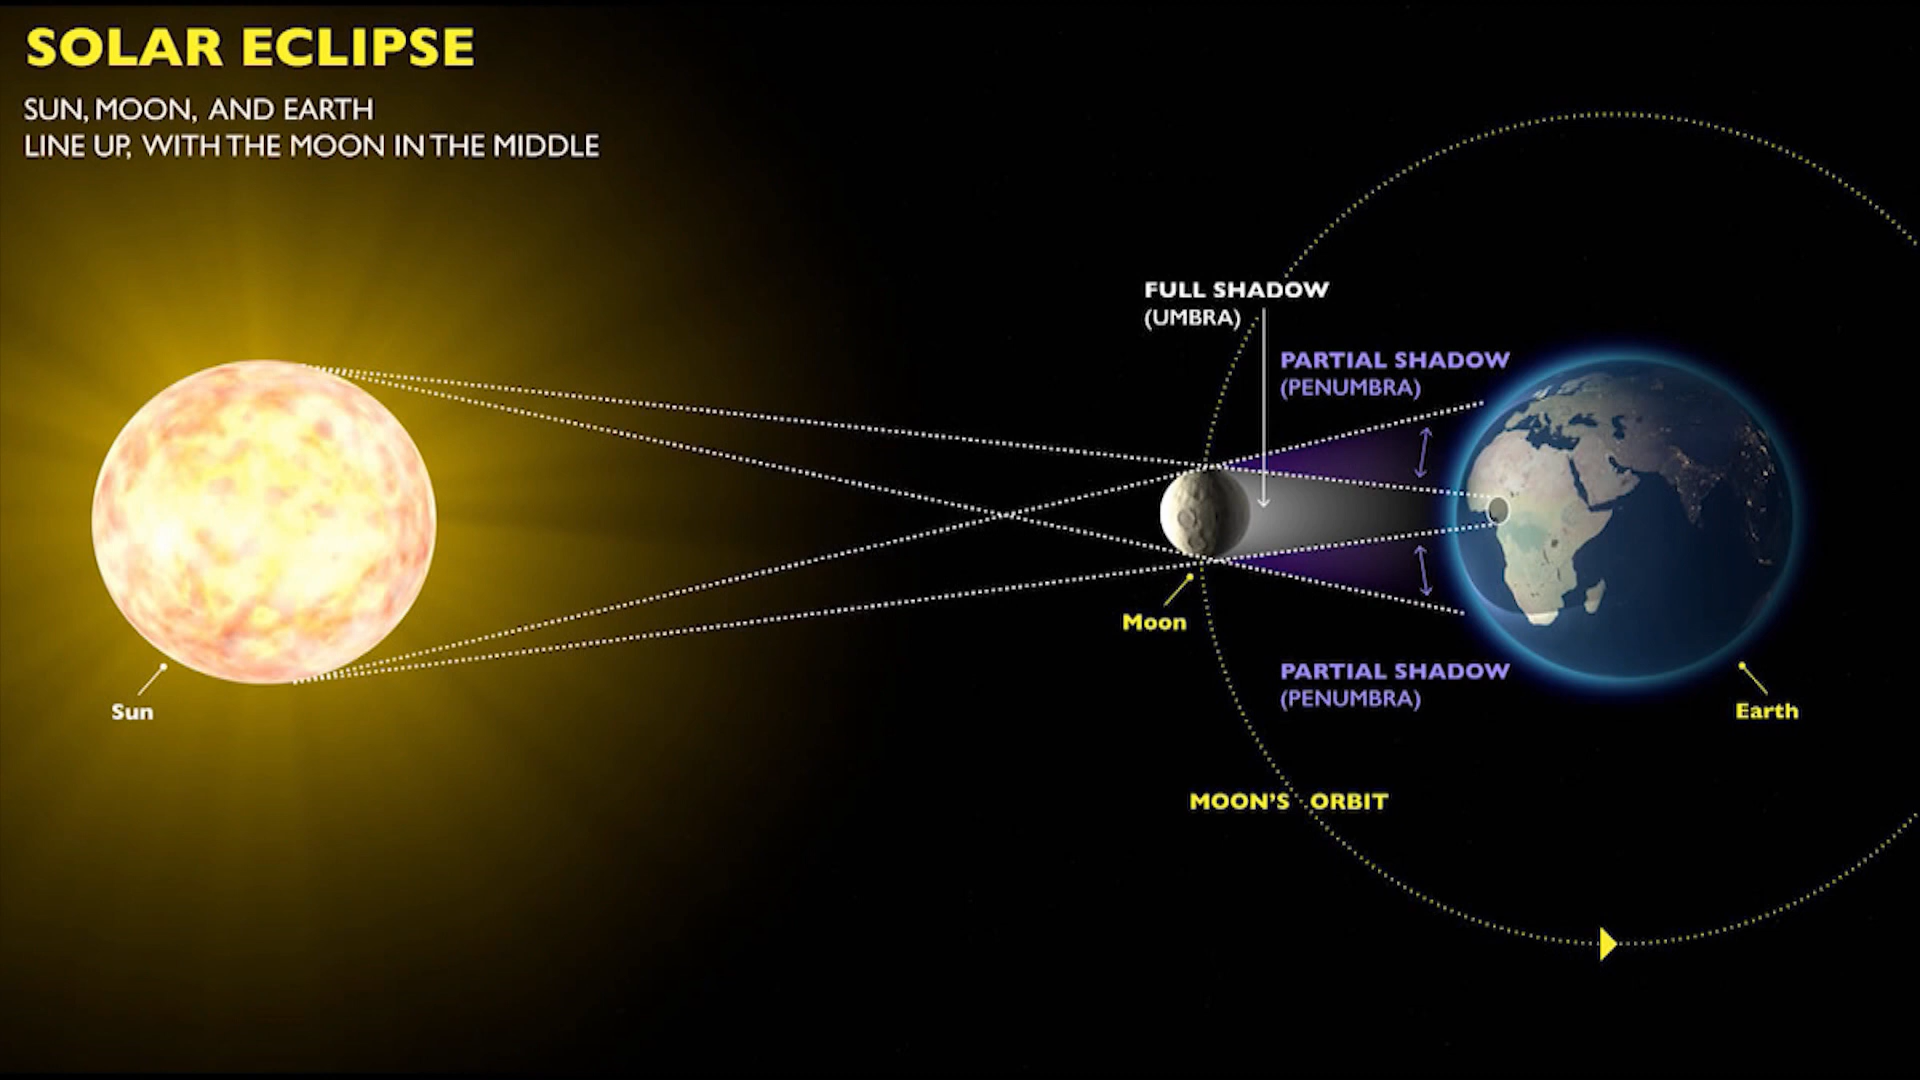 SOLAR ECLIPSE
SUN, MOON, AND EARTH
LINE UP, WITH THE MOON IN THE MIDDLE
FULL SHADOW
(UMBRA)
PARTIAL SHADOW
(PENUMBRA)
Moon
PARTIAL SHADOW
(PENUMBRA)
Sun
Earth
MOON'S ORBIT